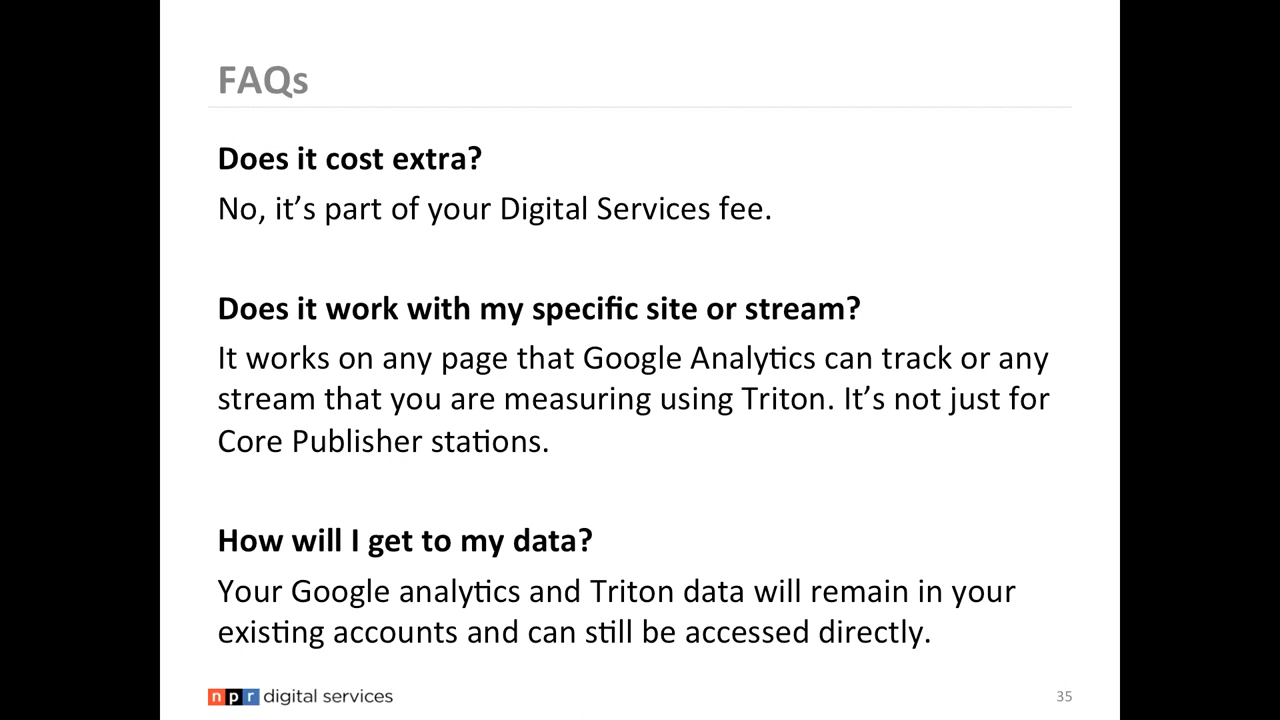 FAQs
Does it cost extra?
No, it’s part of your Digital Services fee.
Does it work with my specific site or stream?
It works on any page that Google Analytics can track or any
stream that you are measuring using Triton. It’s not just for
Core Publisher stations.
How will I get to my data?
Your Google analytics and Triton data will remain in your
existing accounts and can still be accessed directly.
npr digital services
35